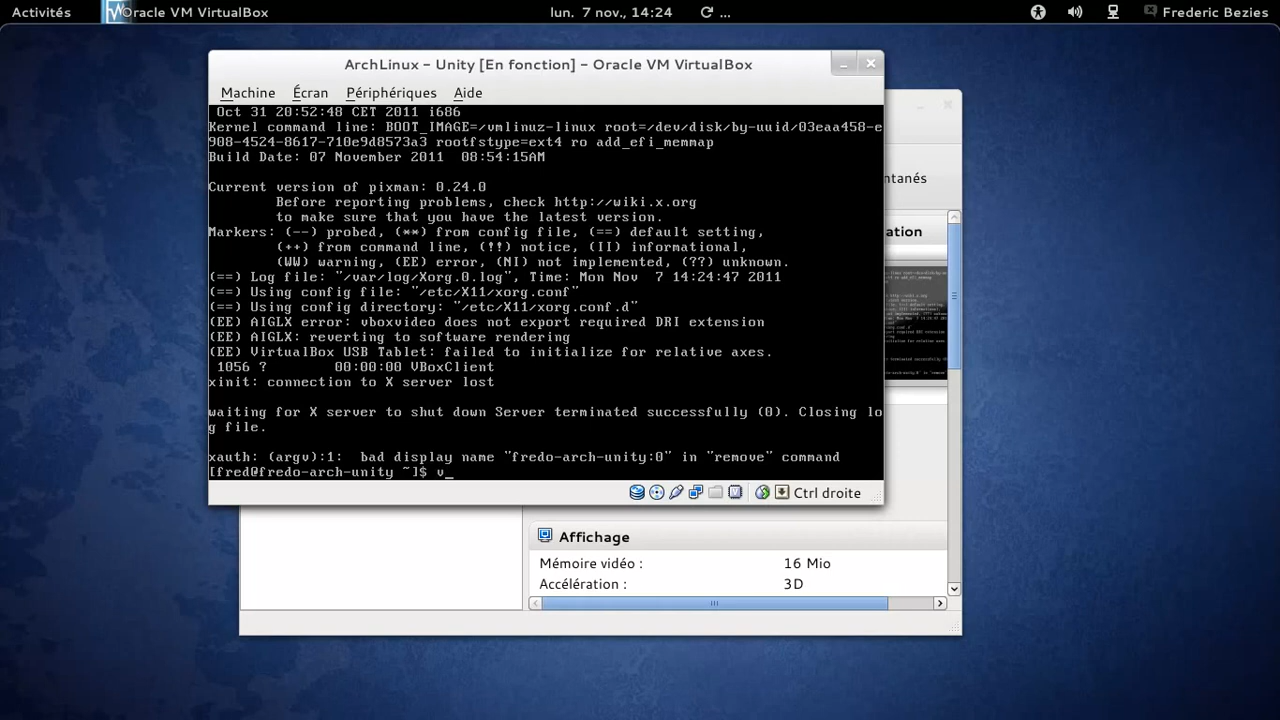 Activités
Oracle VM VirtualBox
lun. 7 nov., 14:24
...
Frederic Bezies
ArchLinux - Unity [En fonction] - Oracle VM VirtualBox
Machine Écran Périphériques Aide
Oct 31 20:52:48 CET 2011 i686
Kernel command line: BOOT_IMAGE=/vmlinuz-linux root=/dev/disk/by-uuid/03eaa458-e
908-4524-8617-710e9d8573a3 rootfstype=ext4 ro add_efi_memmap
Build Date: 07 November 2011  08:54:15AM
Current version of pixman: 0.24.0
Before reporting problems, check http://wiki.x.org
to make sure that you have the latest version.
Markers: (--) probed, (**) from config file, (==) default setting,
(++) from command line, (!!) notice, (II) informational,
(WW) warning, (EE) error, (NI) not implemented, (??) unknown.
(==) Log file: "/var/log/Xorg.0.log", Time: Mon Nov  7 14:24:47 2011
(==) Using config file: "/etc/X11/xorg.conf"
(==) Using config directory: "/etc/X11/xorg.conf.d"
(EE) AIGLX error: vboxvideo does not export required DRI extension
(EE) AIGLX: reverting to software rendering
(EE) VirtualBox USB Tablet: failed to initialize for relative axes.
1056 ?        00:00:00 VBoxClient
xinit: connection to X server lost
waiting for X server to shut down Server terminated successfully (0). Closing lo
g file.
xauth: (argv):1:  bad display name "fredo-arch-unity:0" in "remove" command
[fred@fredo-arch-unity ~]$ v_
Ctrl droite
ntanés
ation
Affichage
Mémoire vidéo : 16 Mio
Accélération : 3D